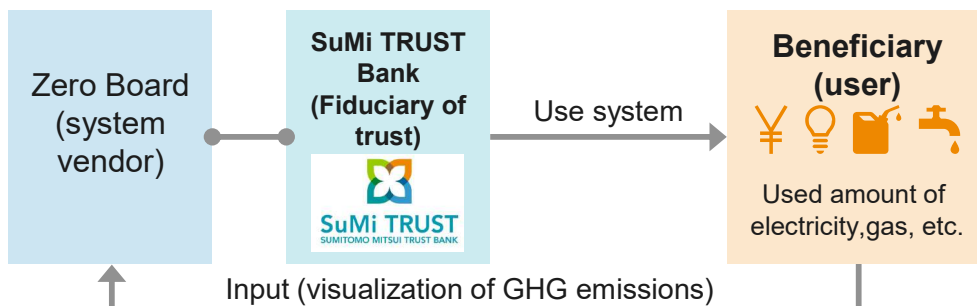 Zero Board
(system
vendor)
SuMi TRUST
Bank
(Fiduciary of
trust)
SuMi TRUST
SUMITOMO MITSUI TRUST BANK
Use system
Beneficiary
(user)
¥
Used amount of
electricity,gas, etc.
Input (visualization of GHG emissions)